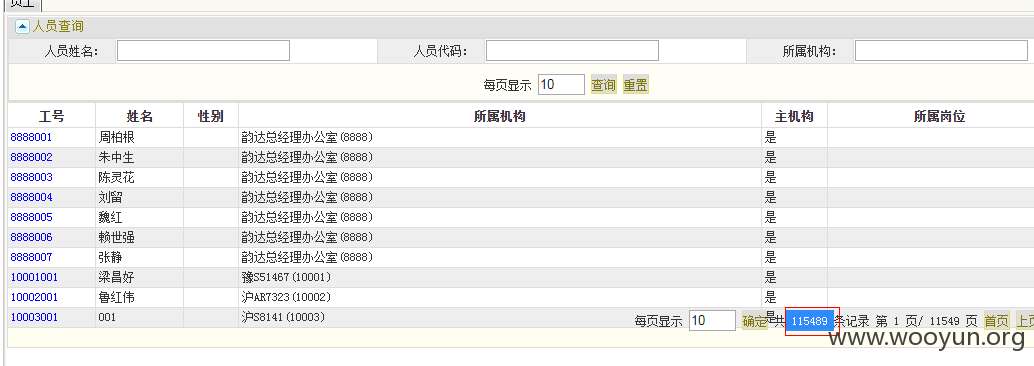 员工
人员查询
人员姓名: 人员代码: 所属机构:
每页显示 10 查询 重置
工号 姓名 性别 所属机构 主机构 所属岗位
8888001 周柏根 韵达总经理办公室(8888) 是
8888002 朱中生 韵达总经理办公室(8888) 是
8888003 陈灵花 韵达总经理办公室(8888) 是
8888004 刘留 韵达总经理办公室(8888) 是
8888005 魏红 韵达总经理办公室(8888) 是
8888006 赖世强 韵达总经理办公室(8888) 是
8888007 张静 韵达总经理办公室(8888) 是
10001001 梁昌好 豫S51467(10001) 是
10002001 鲁红伟 沪AR7323(10002) 是
10003001 001 沪S8141(10003) 是
每页显示 10 确定 共 115489 条记录 第 1 页/ 11549 页 首页 上页
www.wooyun.org